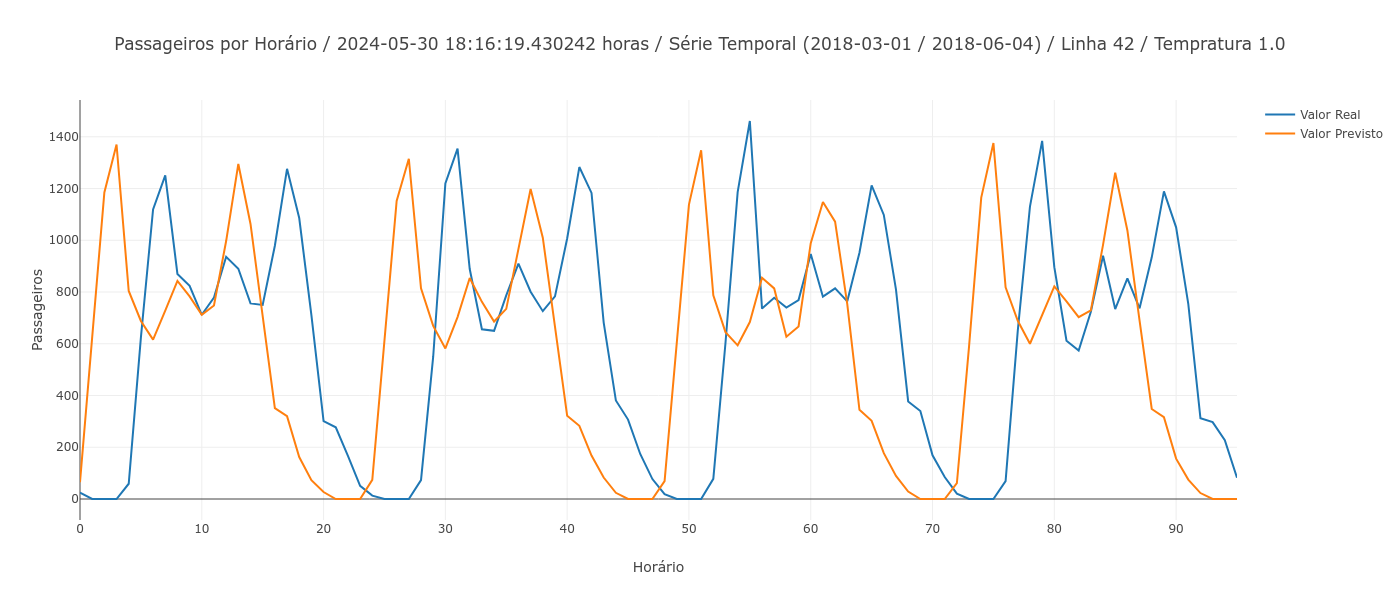 Passageiros por Horário / 2024-05-30 18:16:19.430242 horas / Série Temporal (2018-03-01 / 2018-06-04) / Linha 42 / Tempratura 1.0
Valor Real
Valor Previsto
Passageiros
1400
1200
1000
800
600
400
200
0
0 10 20 30 40 50 60 70 80 90
Horário